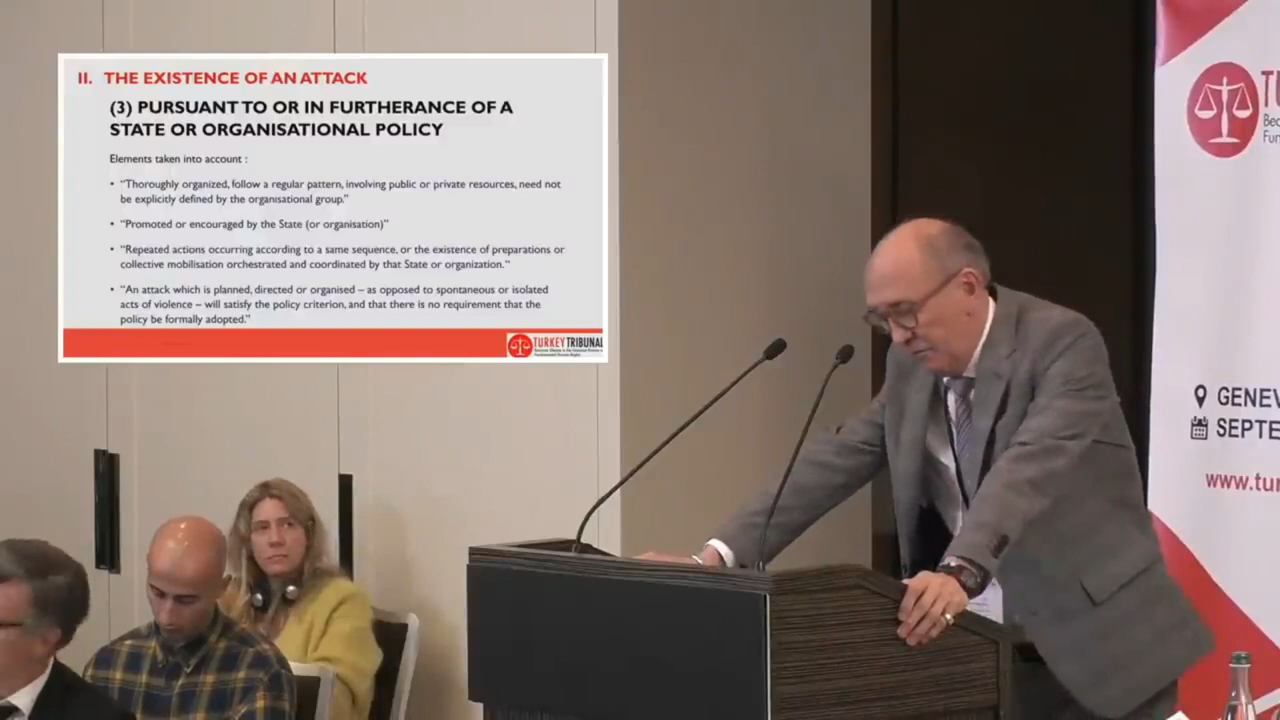 II. THE EXISTENCE OF AN ATTACK
(3) PURSUANT TO OR IN FURTHERANCE OF A
STATE OR ORGANISATIONAL POLICY
Elements taken into account :
• “Thoroughly organized, follow a regular pattern, involving public or private resources, need not
be explicitly defined by the organisational group.”
• “Promoted or encouraged by the State (or organisation)”
• “Repeated actions occurring according to a same sequence, or the existence of preparations or
collective mobilisation orchestrated and coordinated by that State or organization.”
• “An attack which is planned, directed or organised – as opposed to spontaneous or isolated
acts of violence – will satisfy the policy criterion, and that there is no requirement that the
policy be formally adopted.”
TURKEY TRIBUNAL
TU
Bec
Fun
GENEV
SEPTE
www.tur